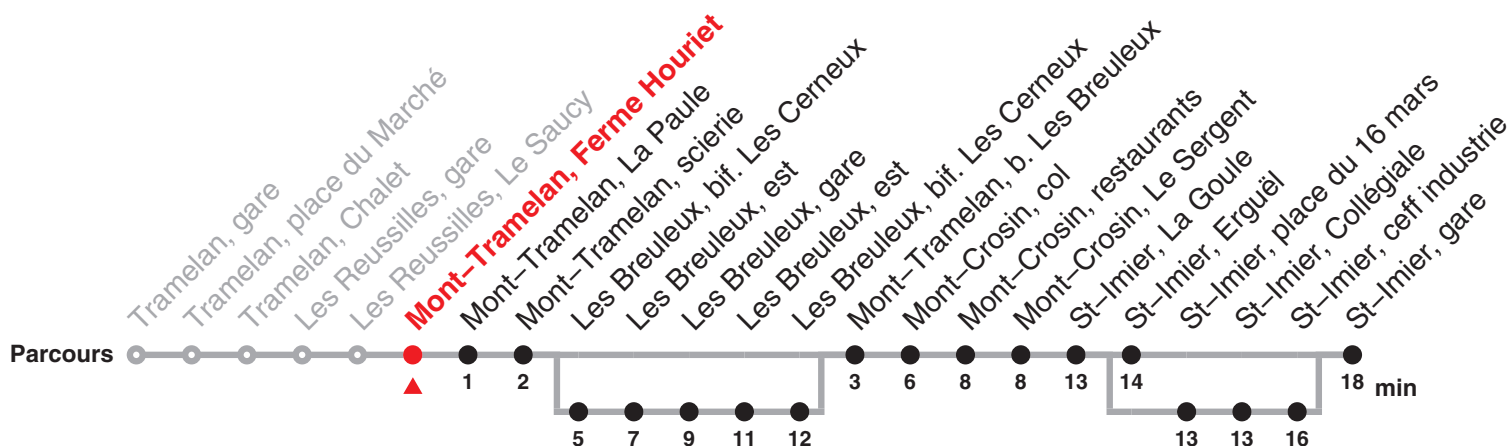 Tramelan, gare
Tramelan, place du Marché
Tramelan, Chalet
Les Reussilles, gare
Les Reussilles, Le Saucy
Mont–Tramelan, Ferme Houriet
Mont–Tramelan, La Paule
Mont–Tramelan, scierie
Les Breuleux, bif. Les Cerneux
Les Breuleux, est
Les Breuleux, gare
Les Breuleux, est
Les Breuleux, bif. Les Cerneux
Mont–Tramelan, b. Les Breuleux
Mont–Crosin, col
Mont–Crosin, restaurants
Mont–Crosin, Le Sergent
St–Imier, La Goule
St–Imier, Erguël
St–Imier, place du 16 mars
St–Imier, Collégiale
St–Imier, ceff industrie
St–Imier, gare
Parcours
1 2 3 6 8 8 13 14 18 min
5 7 9 11 12 13 13 16